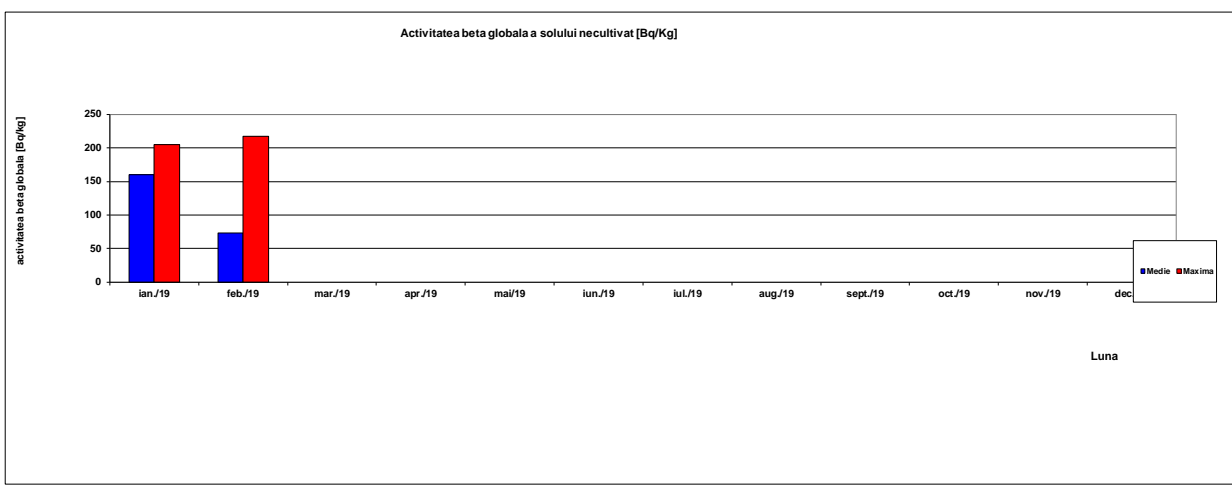 Activitatea beta globala a solului necultivat [Bq/Kg]
activitatea beta globala [Bq/kg]
250
200
150
100
50
0
ian./19 feb./19 mar./19 apr./19 mai/19 iun./19 iul./19 aug./19 sept./19 oct./19 nov./19 dec.
Medie Maxima
Luna